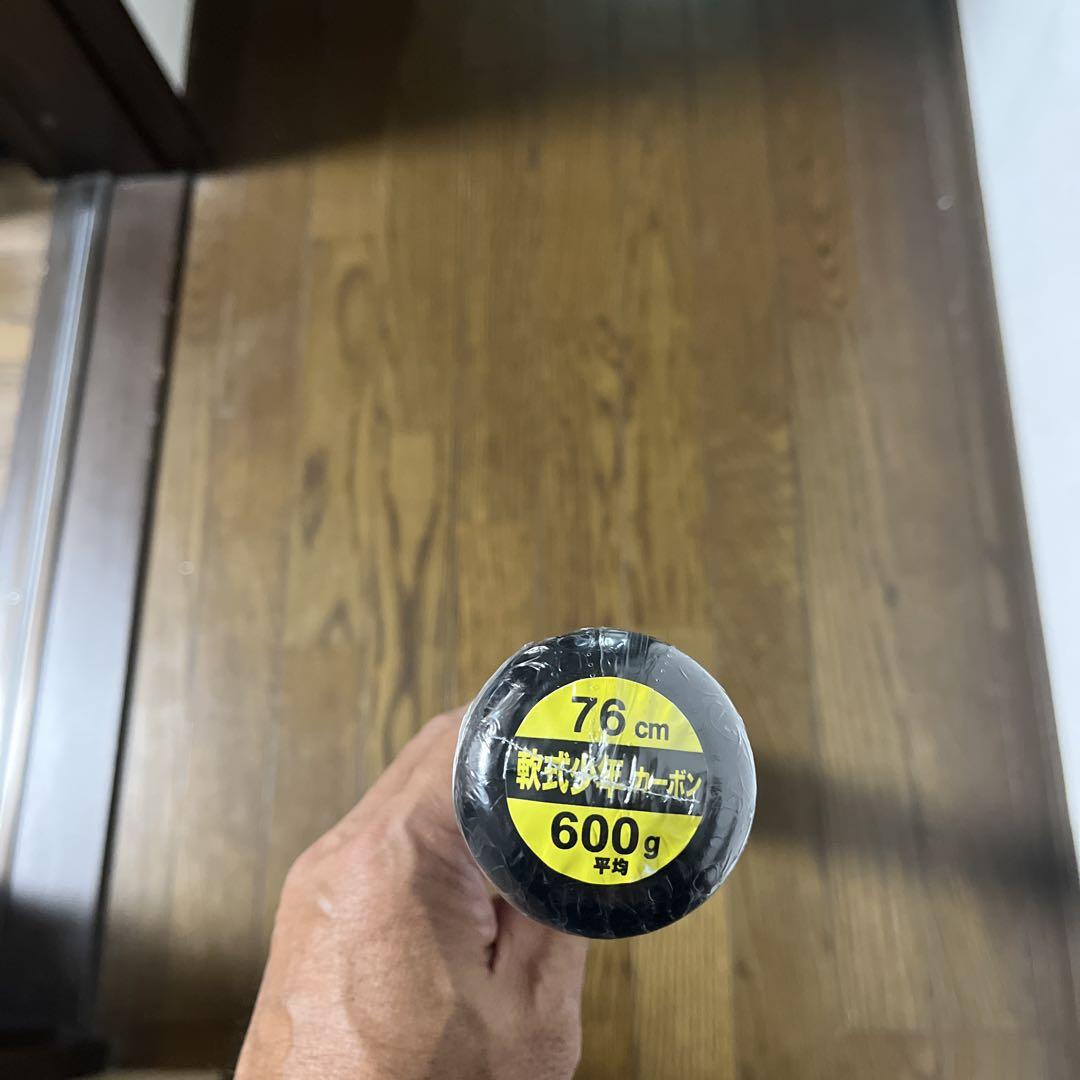 76 cm
軟式少年 カーボン
600g
平均